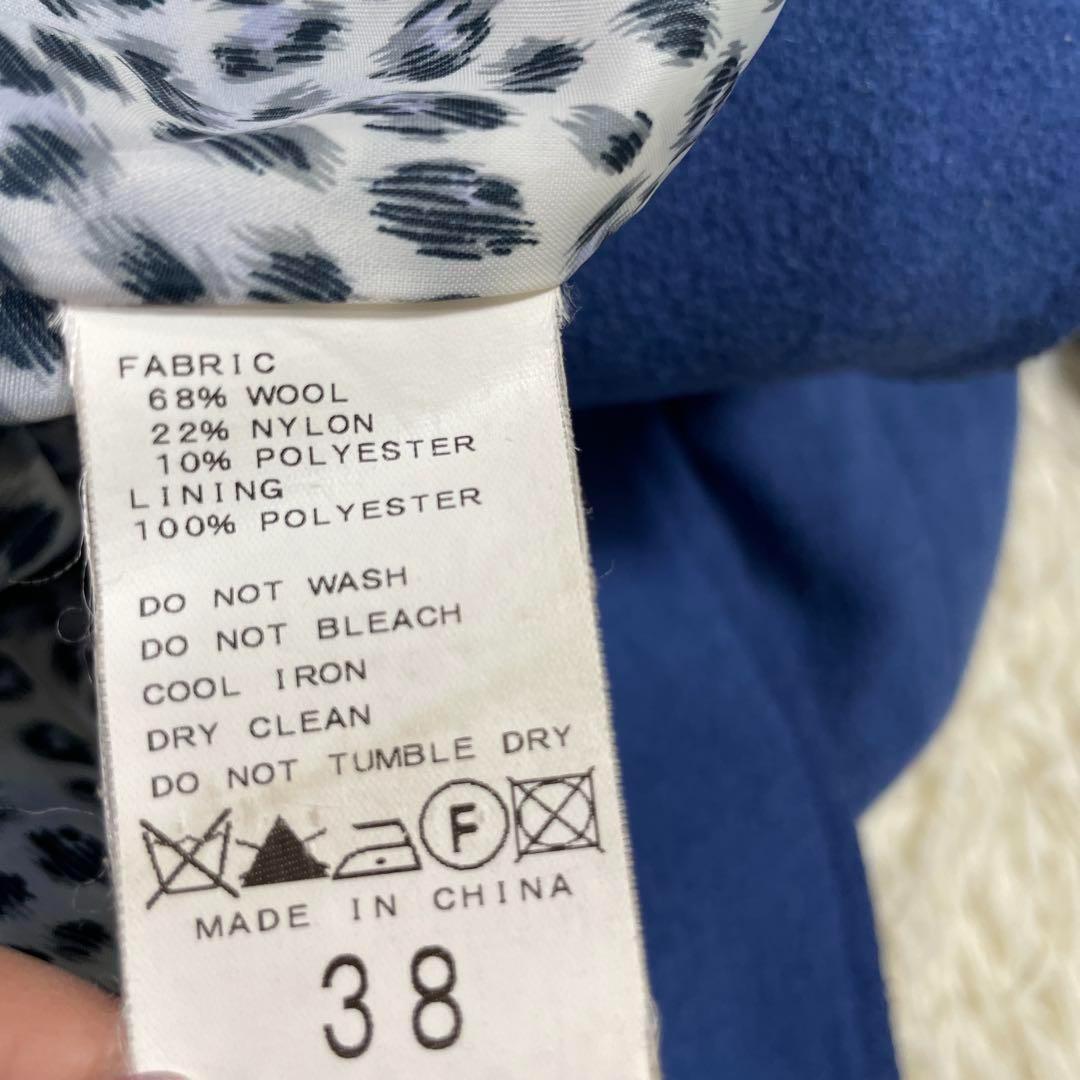 FABRIC
68% WOOL
22% NYLON
10% POLYESTER
LINING
100% POLYESTER
DO NOT WASH
DO NOT BLEACH
COOL IRON
DRY CLEAN
DO NOT TUMBLE DRY
F
MADE IN CHINA
38